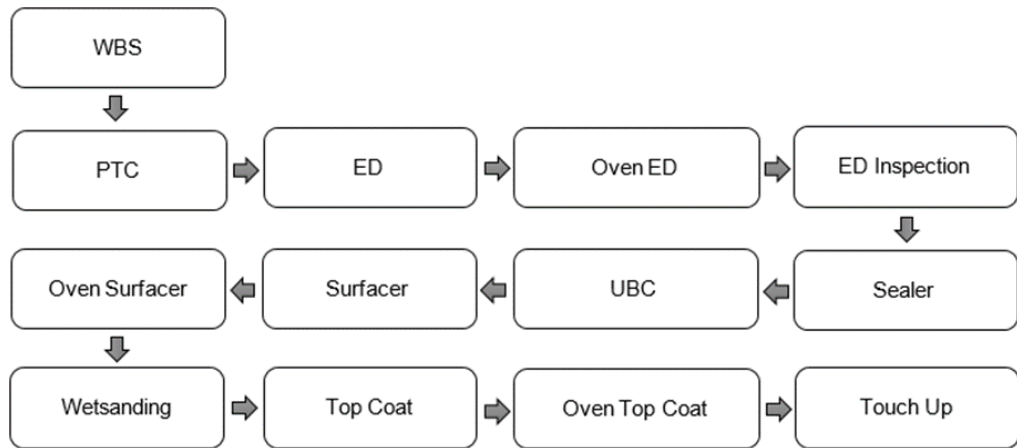 WBS
PTC
ED
Oven ED
ED Inspection
Sealer
UBC
Surfacer
Oven Surfacer
Wetsanding
Top Coat
Oven Top Coat
Touch Up